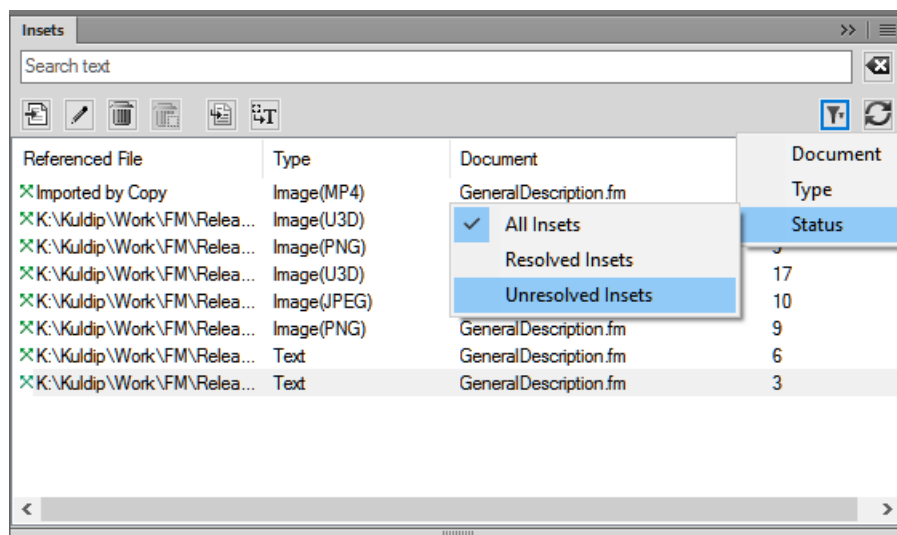 Insets
Search text
Referenced File Type Document
Imported by Copy Image(MP4) GeneralDescription.fm
K:\Kuldip\Work\FM\Relea... Image(U3D)
K:\Kuldip\Work\FM\Relea... Image(PNG)
K:\Kuldip\Work\FM\Relea... Image(U3D) 17
K:\Kuldip\Work\FM\Relea... Image(JPEG) 10
K:\Kuldip\Work\FM\Relea... Image(PNG) GeneralDescription.fm 9
K:\Kuldip\Work\FM\Relea... Text GeneralDescription.fm 6
K:\Kuldip\Work\FM\Relea... Text GeneralDescription.fm 3
Document
Type
Status
All Insets
Resolved Insets
Unresolved Insets